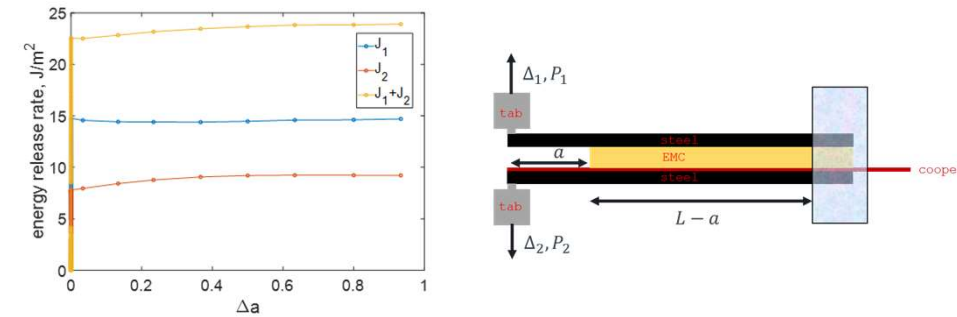 25
20
15
10
5
0
energy release rate, J/m²
0
0.2
0.4
0.6
0.8
1
Δa
J₁
J₂
J₁+J₂
Δ₁, P₁
tab
steel
a
EMC
steel
coope
tab
L − a
Δ₂, P₂